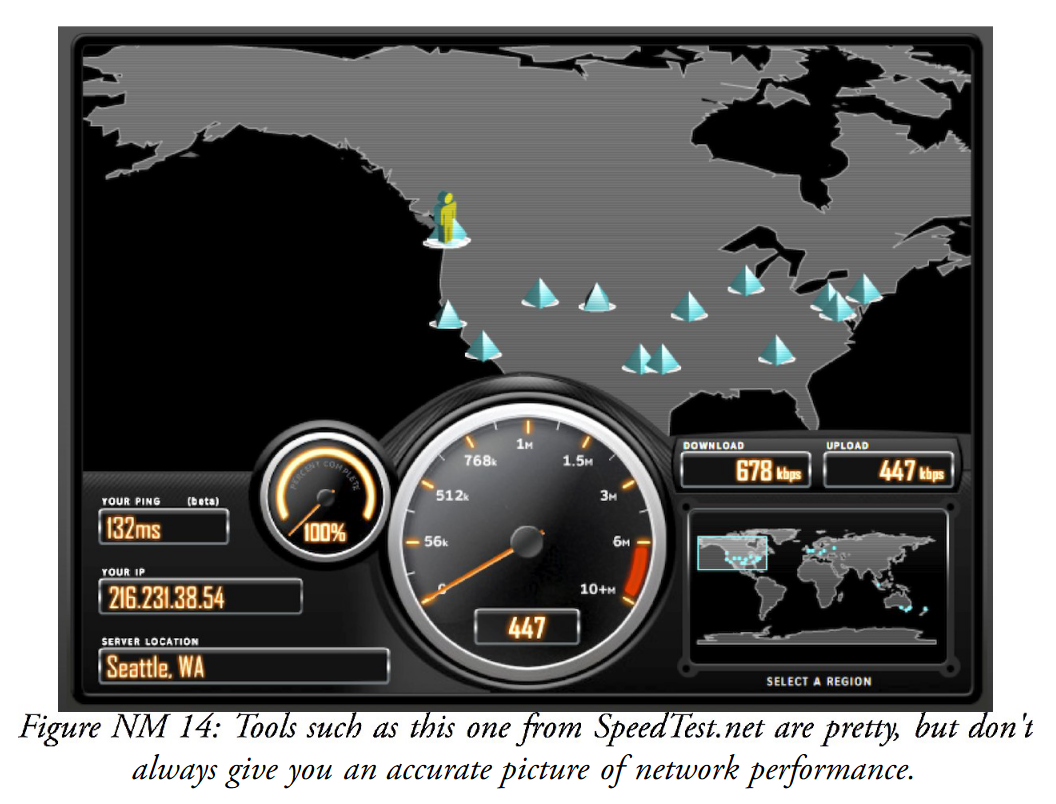 DOWNLOAD UPLOAD
678 kbps 447 kbps
YOUR PING (beta)
132ms
YOUR IP
216.231.38.54
SERVER LOCATION
Seattle, WA
PERCENT COMPLETE
100%
0
56k
512k
768k
1M
1.5M
3M
6M
10+M
447
SELECT A REGION
Figure NM 14: Tools such as this one from SpeedTest.net are pretty, but don't
always give you an accurate picture of network performance.